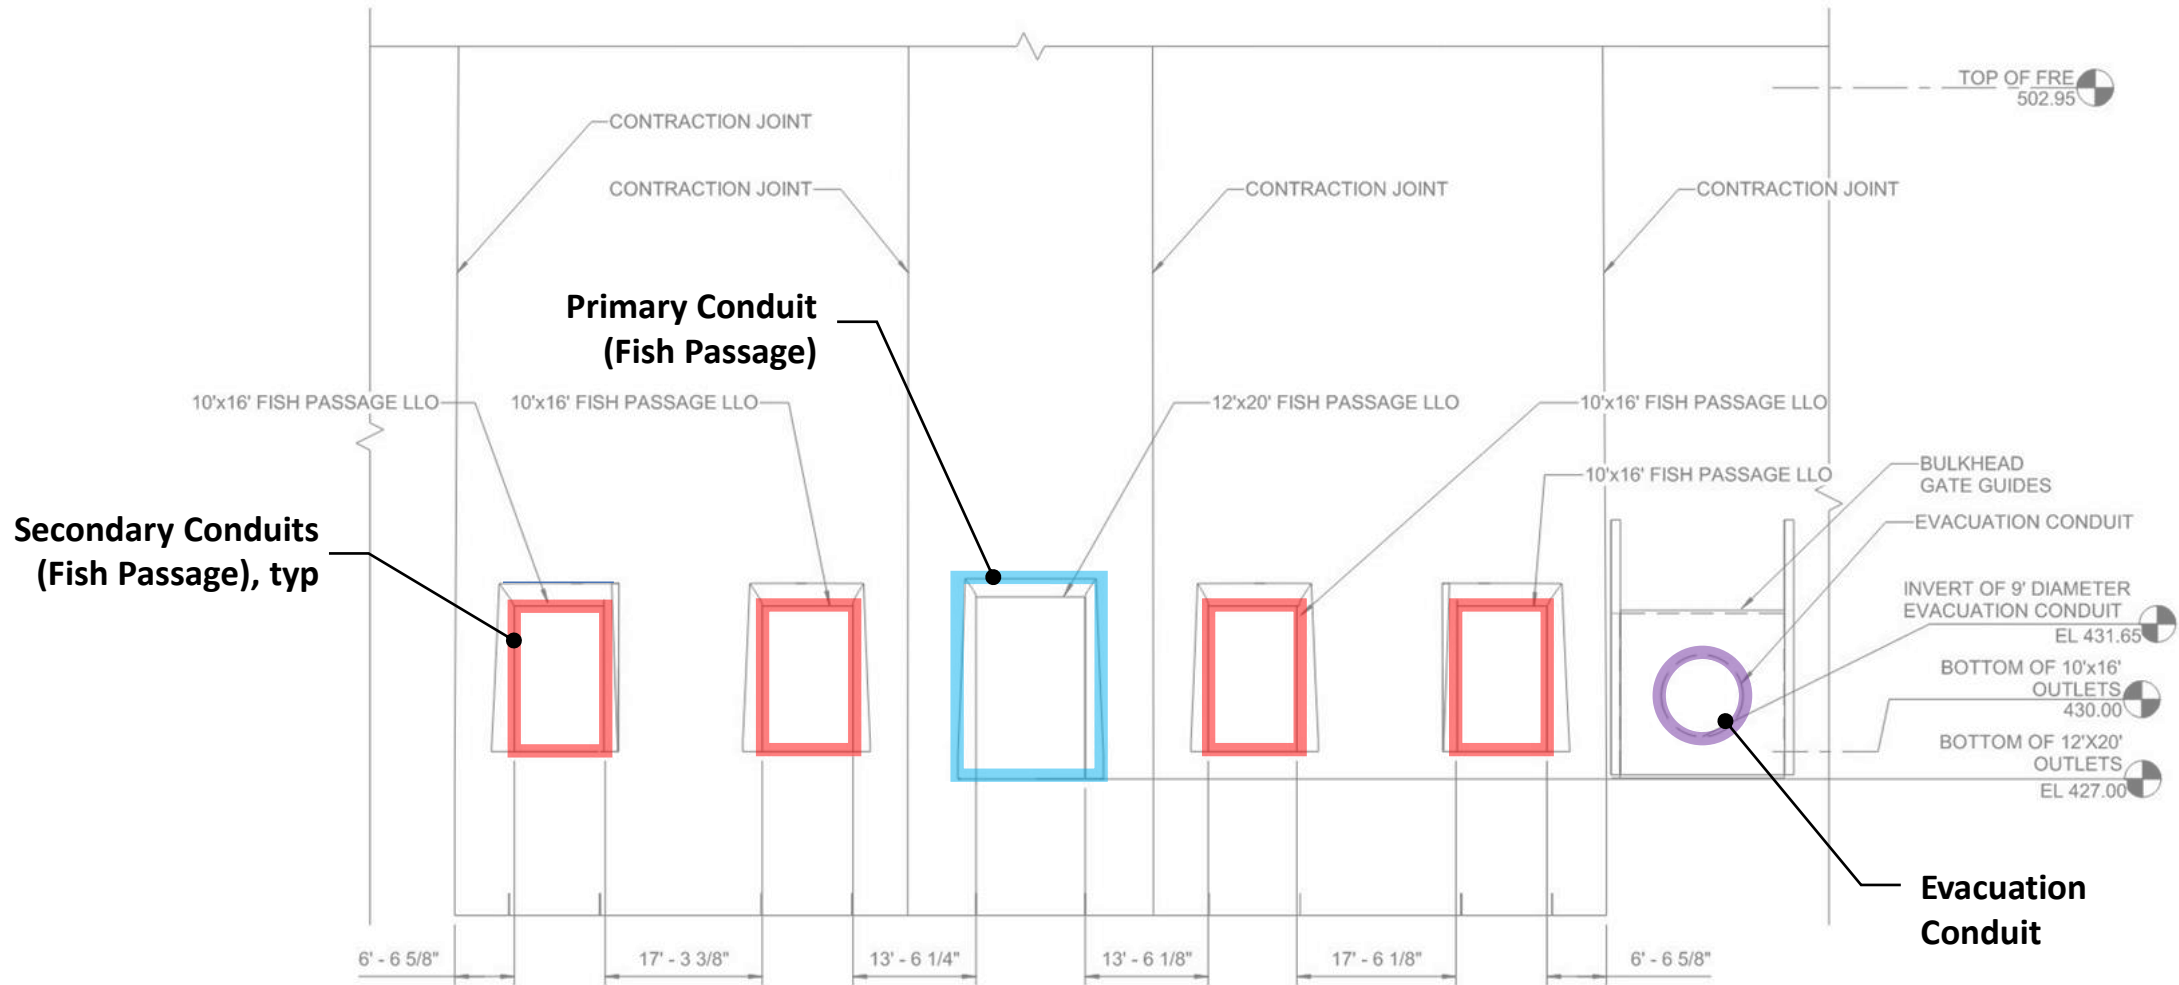 TOP OF FRE
502.95
CONTRACTION JOINT
CONTRACTION JOINT
CONTRACTION JOINT
CONTRACTION JOINT
Primary Conduit
(Fish Passage)
10'x16' FISH PASSAGE LLO
10'x16' FISH PASSAGE LLO
12'x20' FISH PASSAGE LLO
10'x16' FISH PASSAGE LLO
10'x16' FISH PASSAGE LLO
BULKHEAD
GATE GUIDES
EVACUATION CONDUIT
Secondary Conduits
(Fish Passage), typ
INVERT OF 9' DIAMETER
EVACUATION CONDUIT
EL 431.65
BOTTOM OF 10'x16'
OUTLETS
430.00
BOTTOM OF 12'X20'
OUTLETS
EL 427.00
Evacuation
Conduit
6' - 6 5/8"
17' - 3 3/8"
13' - 6 1/4"
13' - 6 1/8"
17' - 6 1/8"
6' - 6 5/8"